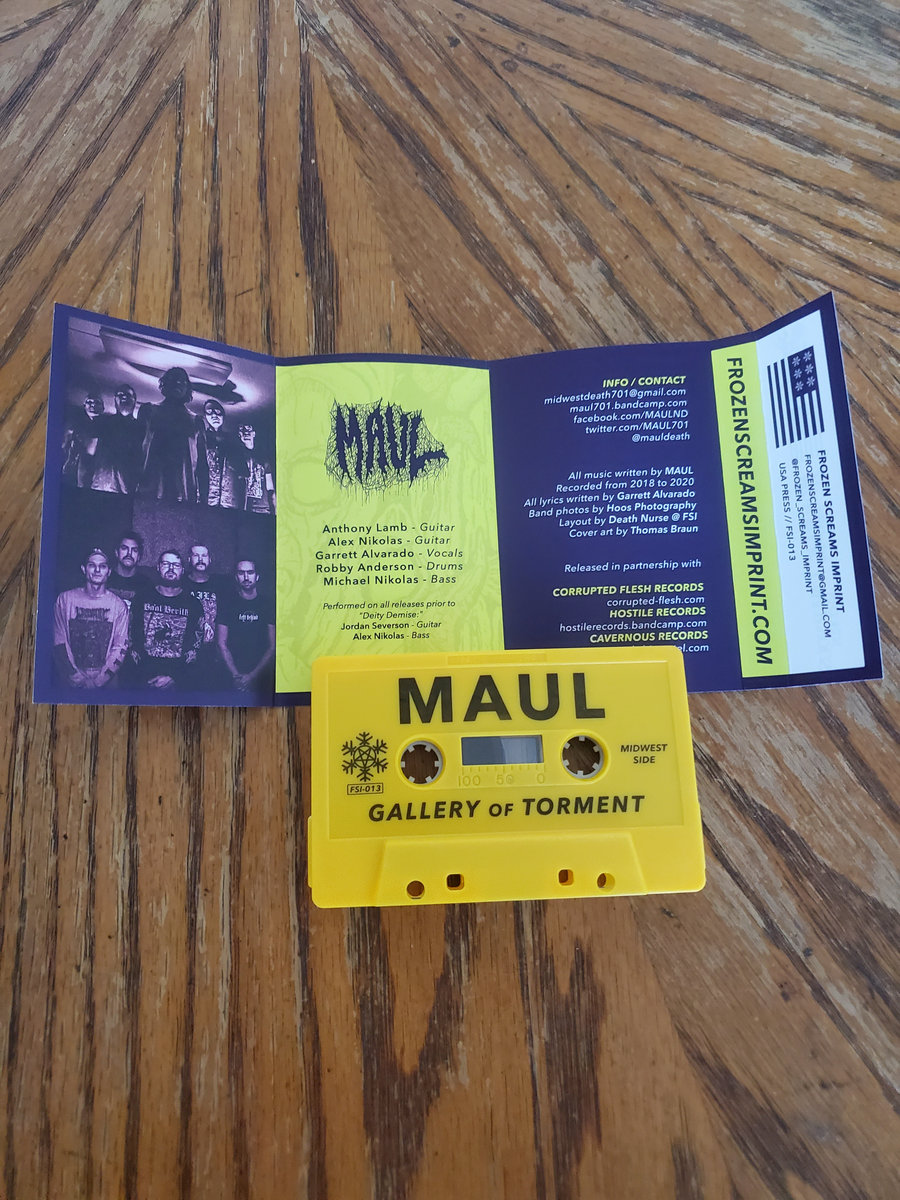 MAUL
Anthony Lamb - Guitar
Alex Nikolas - Guitar
Garrett Alvarado - Vocals
Robby Anderson - Drums
Michael Nikolas - Bass
Performed on all releases prior to
"Deity Demise:"
Jordan Severson - Guitar
Alex Nikolas - Bass
INFO / CONTACT
midwestdeath701@gmail.com
maul701.bandcamp.com
facebook.com/MAULND
twitter.com/MAUL701
@mauldeath
All music written by MAUL
Recorded from 2018 to 2020
All lyrics written by Garrett Alvarado
Band photos by Hoos Photography
Layout by Death Nurse @ FSI
Cover art by Thomas Braun
Released in partnership with
CORRUPTED FLESH RECORDS
corrupted-flesh.com
HOSTILE RECORDS
hostilerecords.bandcamp.com
CAVERNOUS RECORDS
FROZENSCREAMSIMPRINT.COM
FROZEN SCREAMS IMPRINT
FROZENSCREAMSIMPRINT@GMAIL.COM
@FROZEN_SCREAMS_IMPRINT
USA PRESS // FSI-013
MAUL
FSI-013
100 50 0
MIDWEST
SIDE
GALLERY OF TORMENT